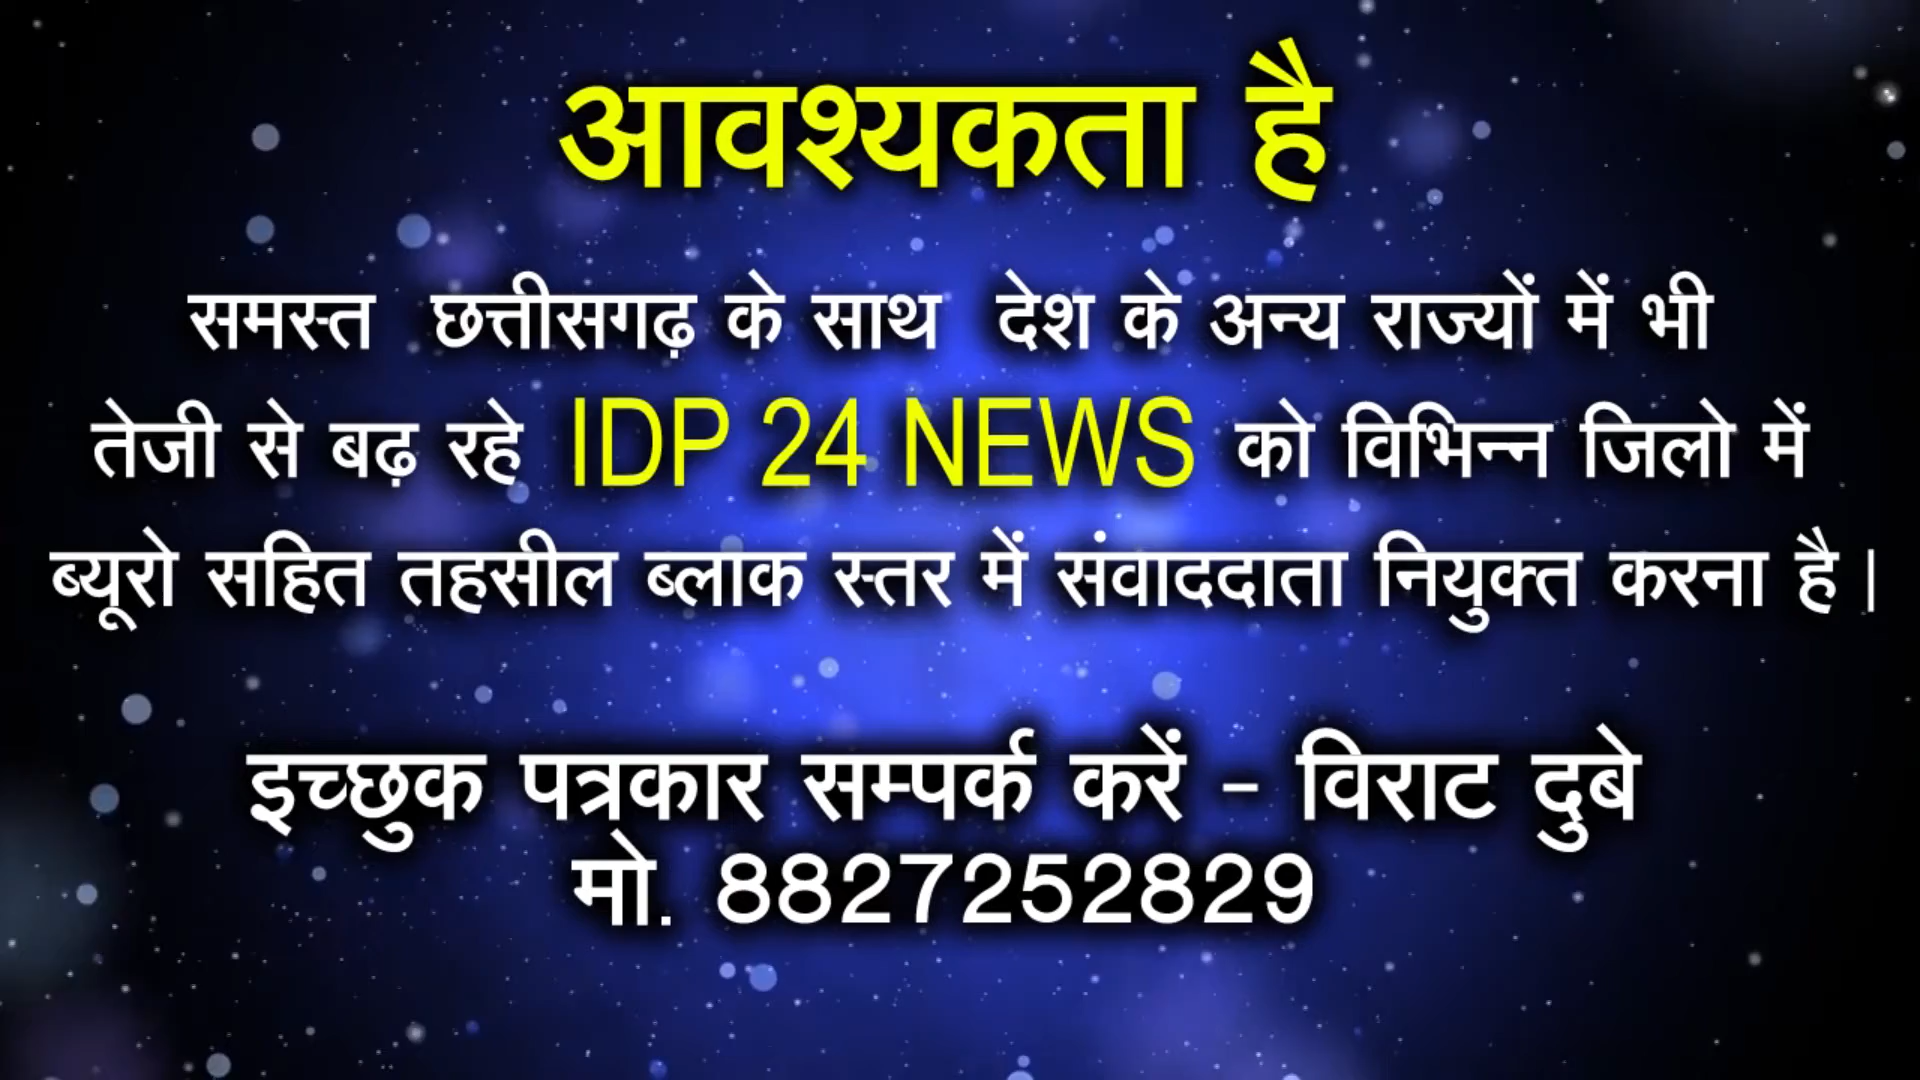 आवश्यकता है
समस्त छत्तीसगढ़ के साथ देश के अन्य राज्यों में भी
तेजी से बढ़ रहे IDP 24 NEWS को विभिन्न जिलो में
ब्यूरो सहित तहसील ब्लाक स्तर में संवाददाता नियुक्त करना है |
इच्छुक पत्रकार सम्पर्क करें - विराट दुबे
मो. 8827252829